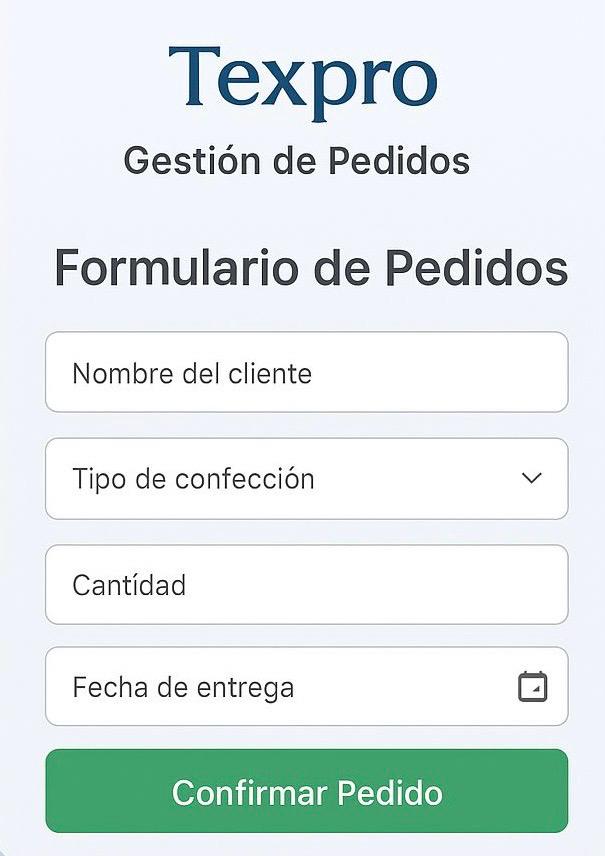 Texpro
Gestión de Pedidos
Formulario de Pedidos
Nombre del cliente
Tipo de confección
Cantídad
Fecha de entrega
Confirmar Pedido